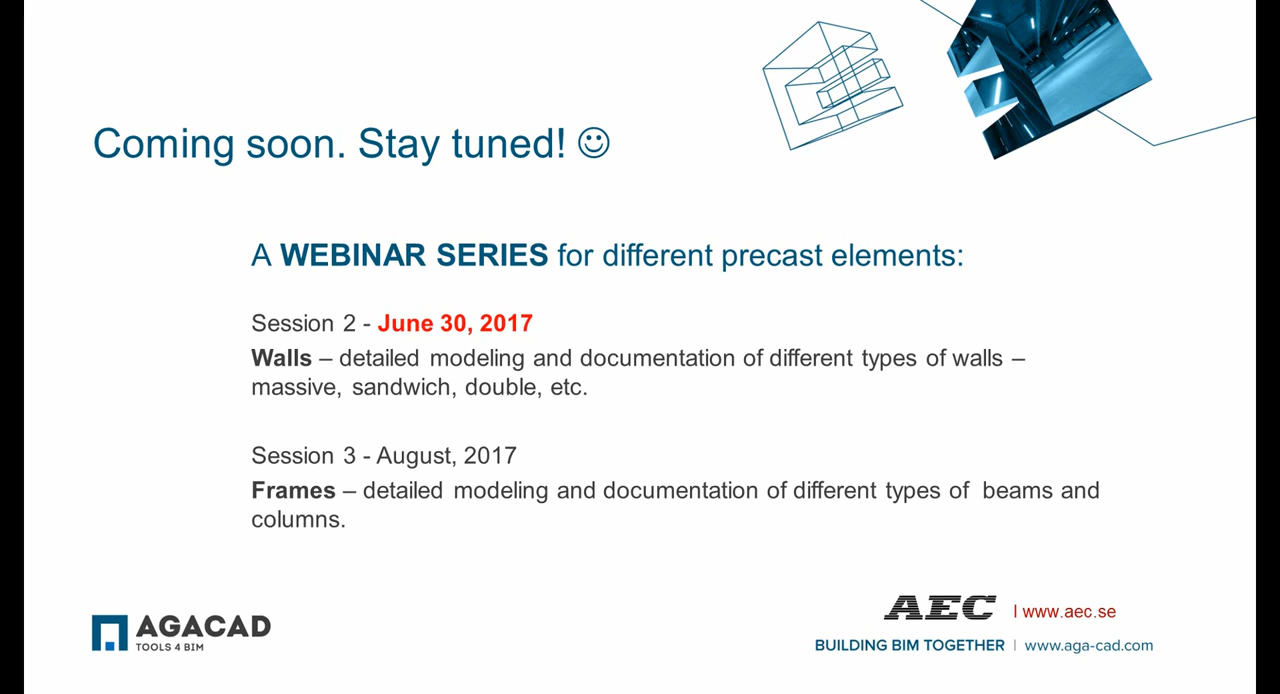 Coming soon. Stay tuned! ☺
A WEBINAR SERIES for different precast elements:
Session 2 - June 30, 2017
Walls – detailed modeling and documentation of different types of walls –
massive, sandwich, double, etc.
Session 3 - August, 2017
Frames – detailed modeling and documentation of different types of beams and
columns.
AGACAD
TOOLS 4 BIM
AEC | www.aec.se
BUILDING BIM TOGETHER | www.aga-cad.com